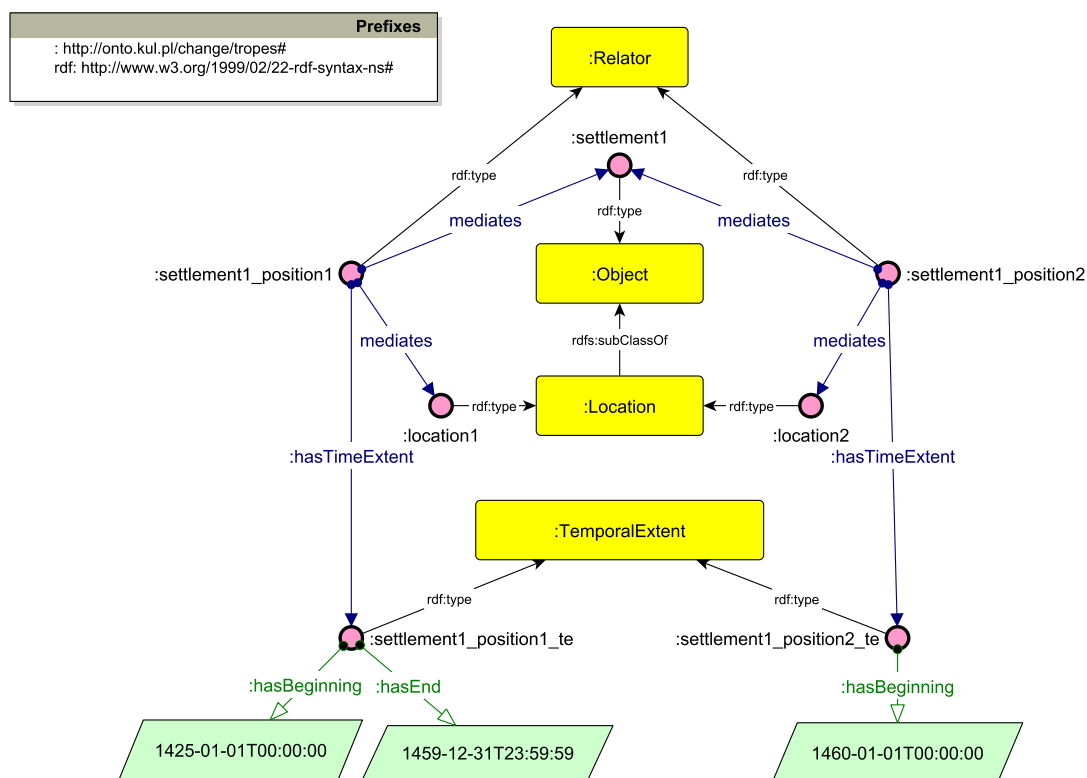 Prefixes
: http://onto.kul.pl/change/tropes#
rdf: http://www.w3.org/1999/02/22-rdf-syntax-ns#
:Relator
:settlement1
rdf:type
rdf:type
rdf:type
mediates
mediates
:settlement1_position1
:Object
:settlement1_position2
mediates
rdfs:subClassOf
mediates
rdf:type
:Location
rdf:type
:location1
:location2
:hasTimeExtent
:hasTimeExtent
:TemporalExtent
rdf:type
rdf:type
:settlement1_position1_te
:settlement1_position2_te
:hasBeginning
:hasEnd
:hasBeginning
1425-01-01T00:00:00
1459-12-31T23:59:59
1460-01-01T00:00:00